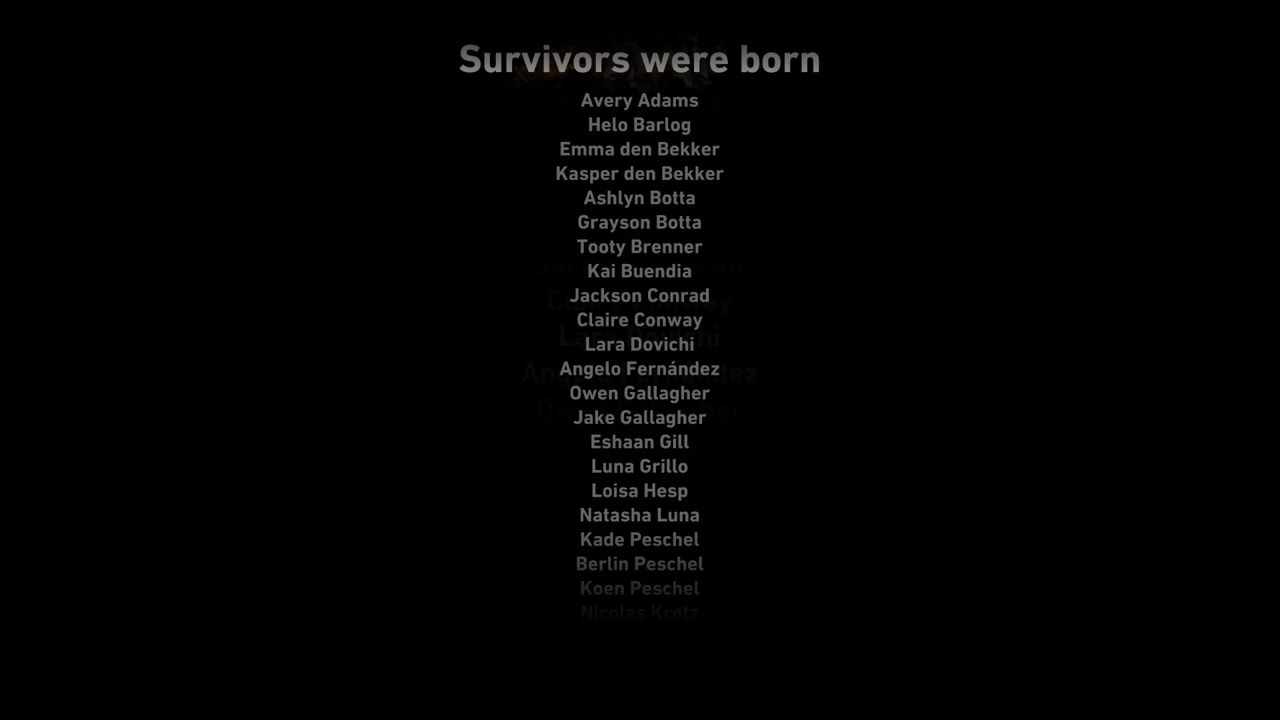 Survivors were born
Avery Adams
Helo Barlog
Emma den Bekker
Kasper den Bekker
Ashlyn Botta
Grayson Botta
Tooty Brenner
Kai Buendia
Jackson Conrad
Claire Conway
Lara Dovichi
Angelo Fernández
Owen Gallagher
Jake Gallagher
Eshaan Gill
Luna Grillo
Loisa Hesp
Natasha Luna
Kade Peschel
Berlin Peschel
Koen Peschel
Nicolas Krotz